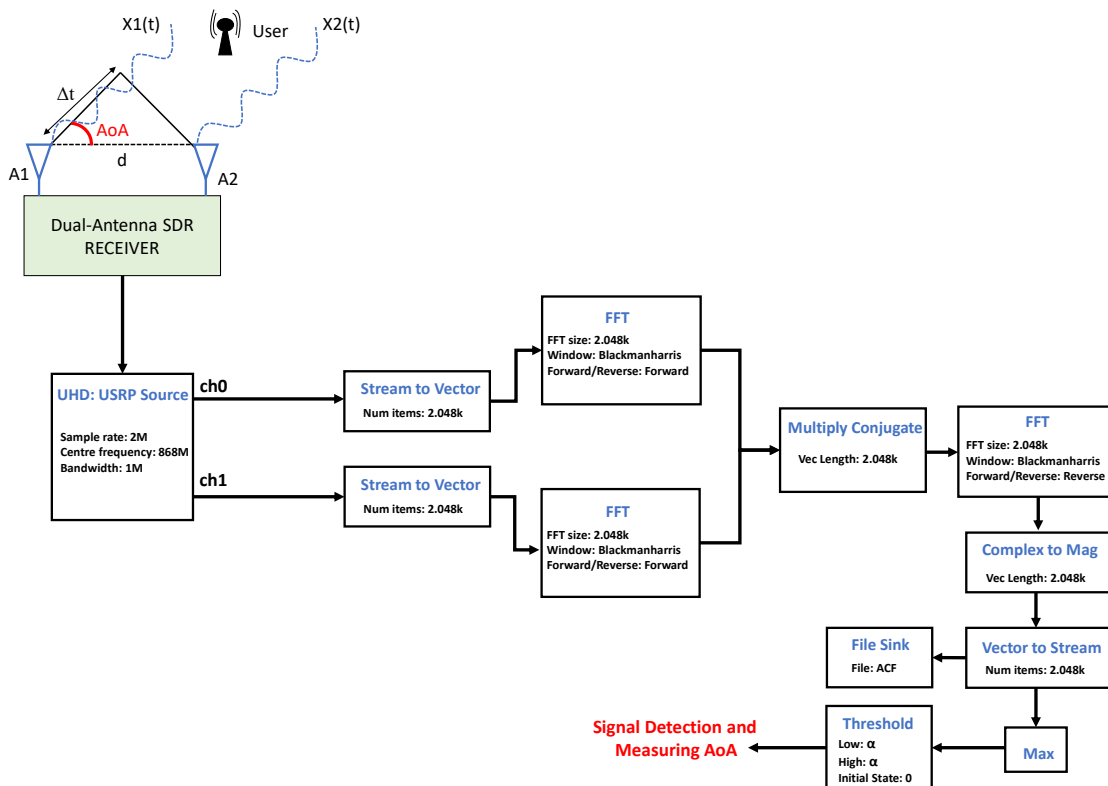 X1(t)
User
X2(t)
Δt
AoA
d
A1
A2
Dual-Antenna SDR
RECEIVER
UHD: USRP Source
Sample rate: 2M
Centre frequency: 868M
Bandwidth: 1M
ch0
ch1
Stream to Vector
Num items: 2.048k
Stream to Vector
Num items: 2.048k
FFT
FFT size: 2.048k
Window: Blackmanharris
Forward/Reverse: Forward
FFT
FFT size: 2.048k
Window: Blackmanharris
Forward/Reverse: Forward
Multiply Conjugate
Vec Length: 2.048k
FFT
FFT size: 2.048k
Window: Blackmanharris
Forward/Reverse: Reverse
Complex to Mag
Vec Length: 2.048k
Vector to Stream
Num items: 2.048k
File Sink
File: ACF
Max
Threshold
Low: α
High: α
Initial State: 0
Signal Detection and
Measuring AoA